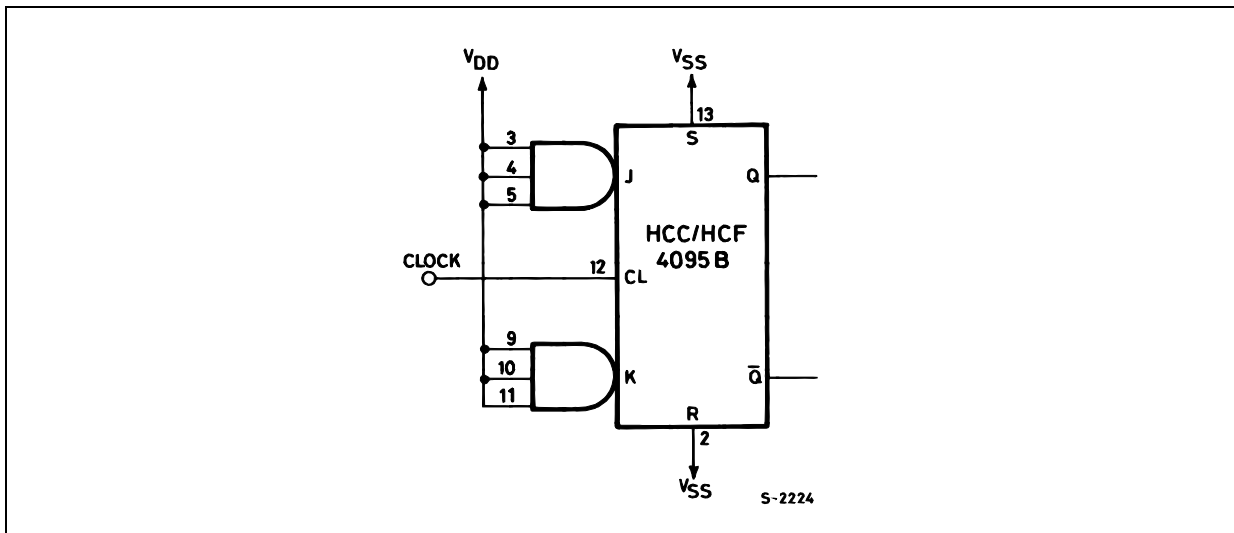 VDD
VSS
13
3
S
4
J
Q
5
HCC/HCF
4095B
CLOCK
12
CL
9
10
K
Q̅
11
R
2
VSS
S-2224